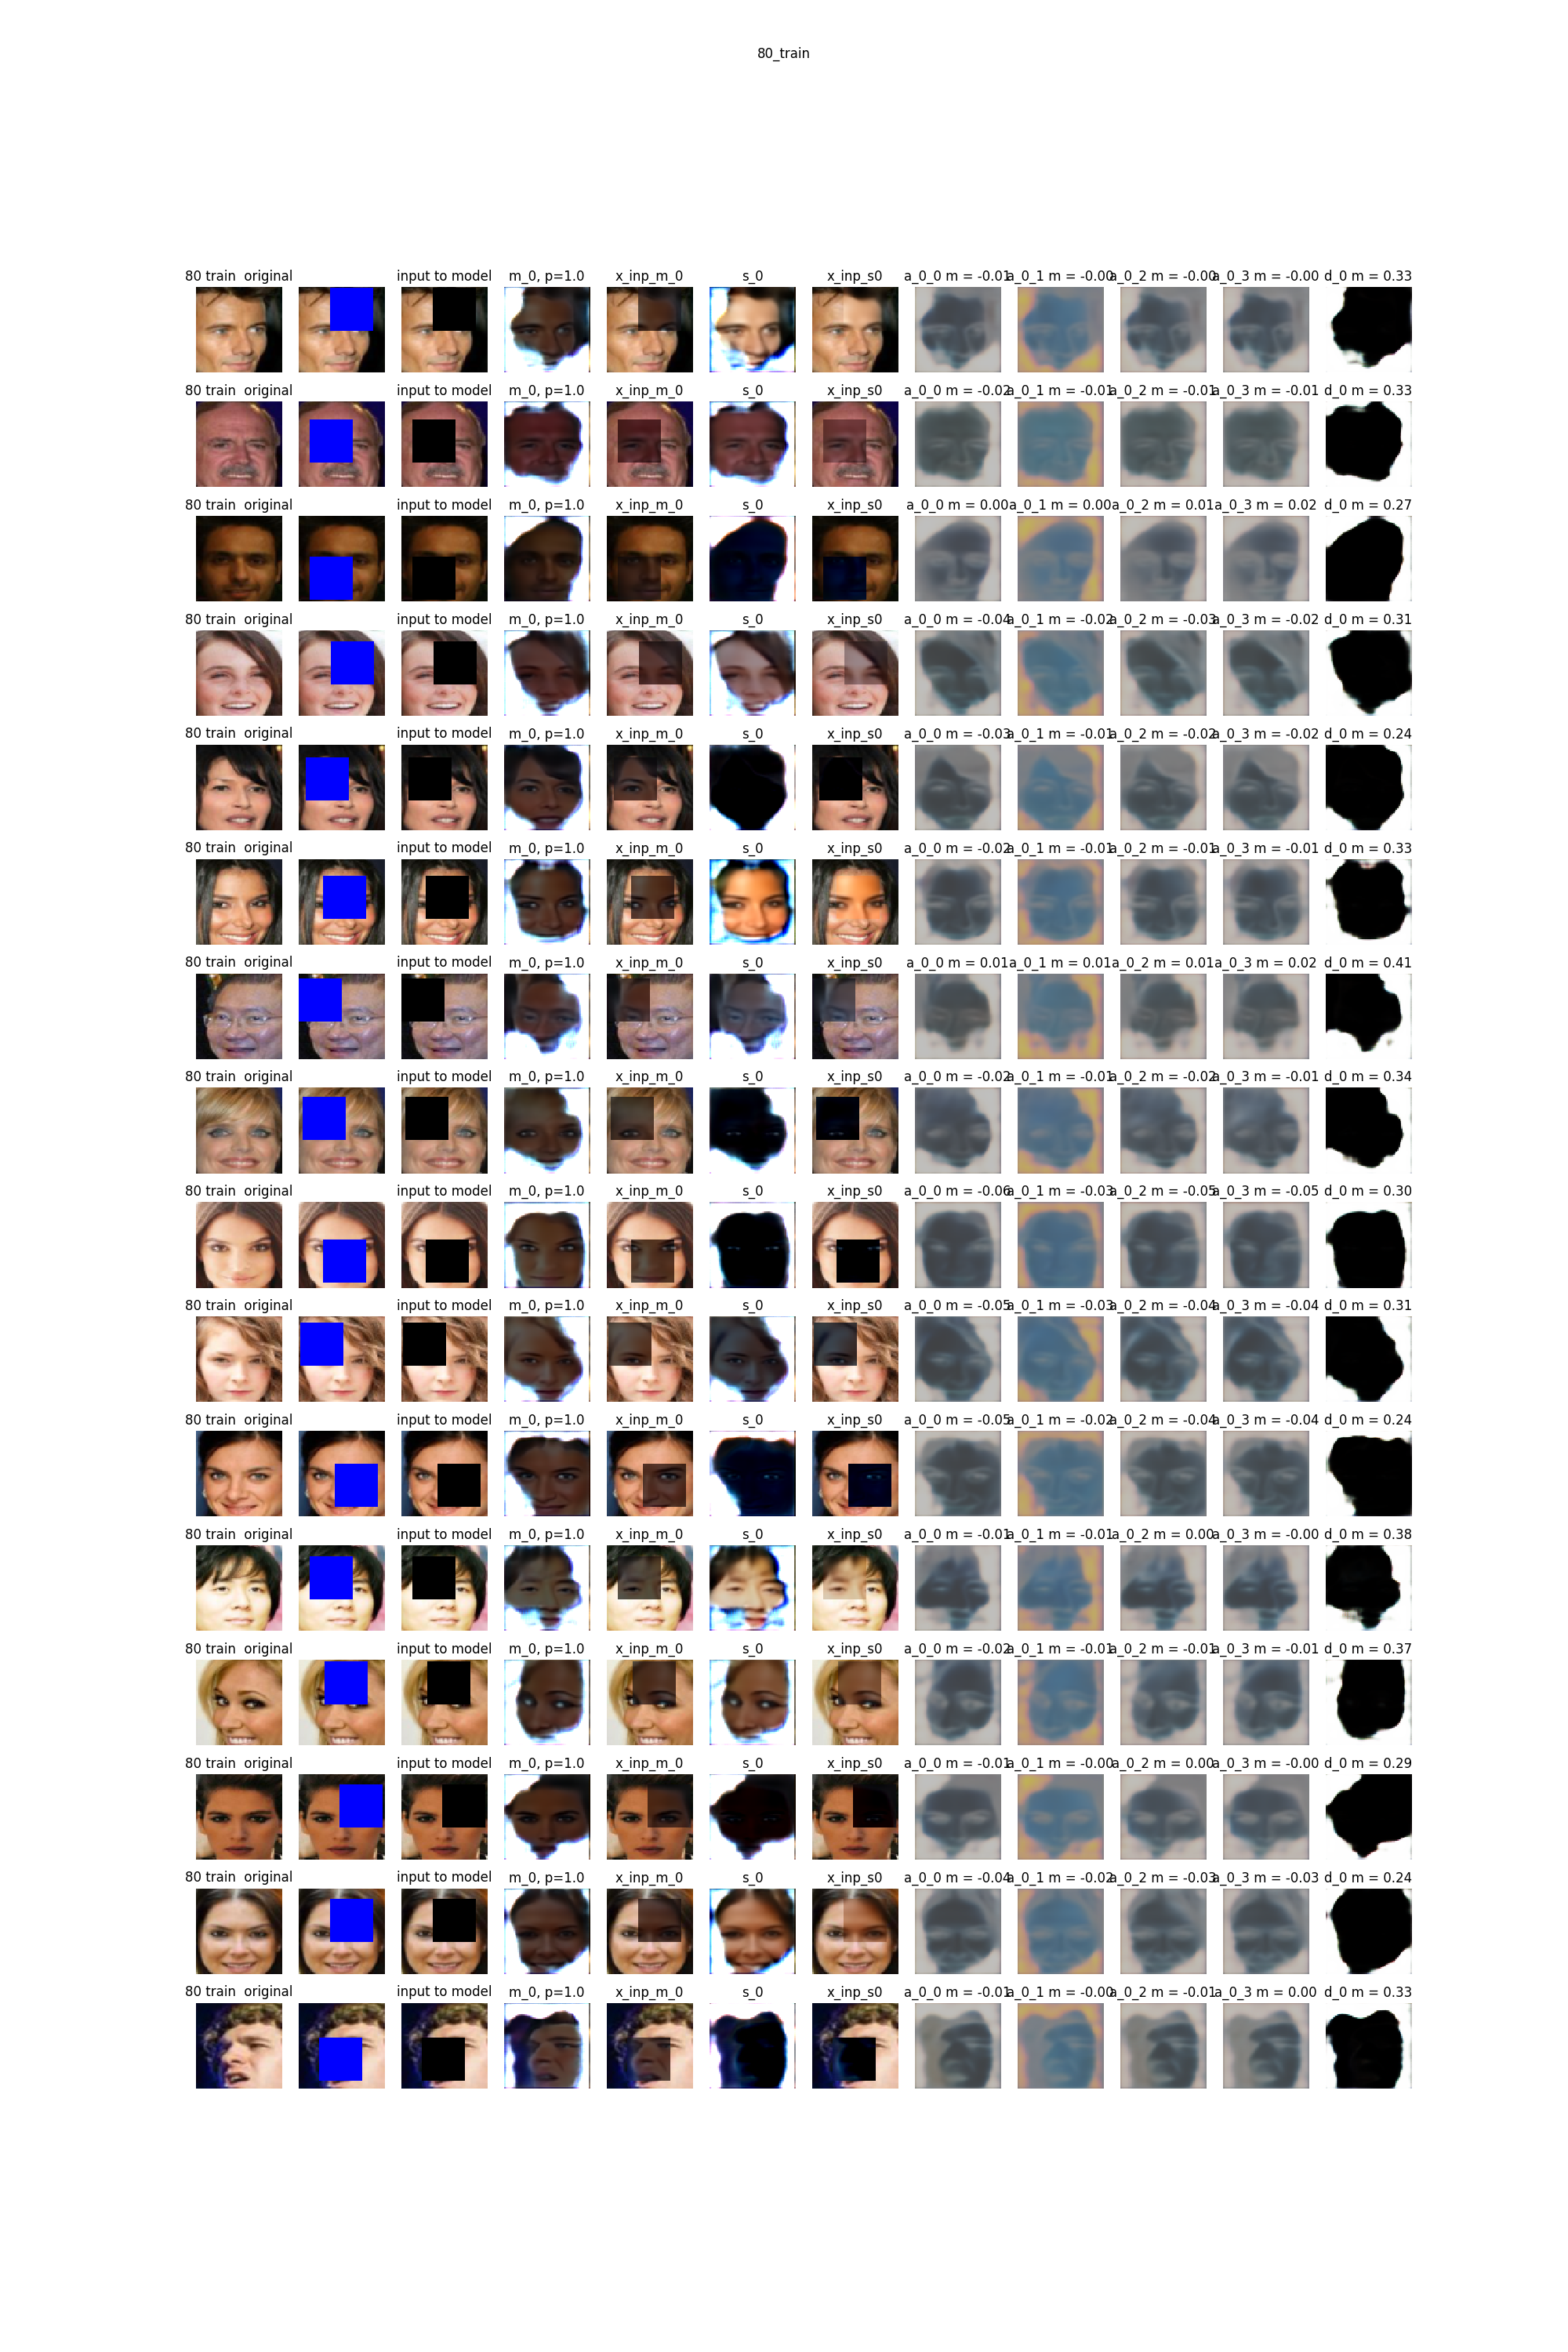 80_train
80 train original input to model m_0, p=1.0 x_inp_m_0 s_0 x_inp_s0 a_0_0 m = -0.01 a_0_1 m = -0.00 a_0_2 m = -0.00 a_0_3 m = -0.00 d_0 m = 0.33
80 train original input to model m_0, p=1.0 x_inp_m_0 s_0 x_inp_s0 a_0_0 m = -0.02 a_0_1 m = -0.01 a_0_2 m = -0.01 a_0_3 m = -0.01 d_0 m = 0.33
80 train original input to model m_0, p=1.0 x_inp_m_0 s_0 x_inp_s0 a_0_0 m = 0.00 a_0_1 m = 0.00 a_0_2 m = 0.01 a_0_3 m = 0.02 d_0 m = 0.27
80 train original input to model m_0, p=1.0 x_inp_m_0 s_0 x_inp_s0 a_0_0 m = -0.04 a_0_1 m = -0.02 a_0_2 m = -0.03 a_0_3 m = -0.02 d_0 m = 0.31
80 train original input to model m_0, p=1.0 x_inp_m_0 s_0 x_inp_s0 a_0_0 m = -0.03 a_0_1 m = -0.01 a_0_2 m = -0.02 a_0_3 m = -0.02 d_0 m = 0.24
80 train original input to model m_0, p=1.0 x_inp_m_0 s_0 x_inp_s0 a_0_0 m = -0.02 a_0_1 m = -0.01 a_0_2 m = -0.01 a_0_3 m = -0.01 d_0 m = 0.33
80 train original input to model m_0, p=1.0 x_inp_m_0 s_0 x_inp_s0 a_0_0 m = 0.01 a_0_1 m = 0.01 a_0_2 m = 0.01 a_0_3 m = 0.02 d_0 m = 0.41
80 train original input to model m_0, p=1.0 x_inp_m_0 s_0 x_inp_s0 a_0_0 m = -0.02 a_0_1 m = -0.01 a_0_2 m = -0.02 a_0_3 m = -0.01 d_0 m = 0.34
80 train original input to model m_0, p=1.0 x_inp_m_0 s_0 x_inp_s0 a_0_0 m = -0.06 a_0_1 m = -0.03 a_0_2 m = -0.05 a_0_3 m = -0.05 d_0 m = 0.30
80 train original input to model m_0, p=1.0 x_inp_m_0 s_0 x_inp_s0 a_0_0 m = -0.05 a_0_1 m = -0.03 a_0_2 m = -0.04 a_0_3 m = -0.04 d_0 m = 0.31
80 train original input to model m_0, p=1.0 x_inp_m_0 s_0 x_inp_s0 a_0_0 m = -0.05 a_0_1 m = -0.02 a_0_2 m = -0.04 a_0_3 m = -0.04 d_0 m = 0.24
80 train original input to model m_0, p=1.0 x_inp_m_0 s_0 x_inp_s0 a_0_0 m = -0.01 a_0_1 m = -0.01 a_0_2 m = 0.00 a_0_3 m = -0.00 d_0 m = 0.38
80 train original input to model m_0, p=1.0 x_inp_m_0 s_0 x_inp_s0 a_0_0 m = -0.02 a_0_1 m = -0.01 a_0_2 m = -0.01 a_0_3 m = -0.01 d_0 m = 0.37
80 train original input to model m_0, p=1.0 x_inp_m_0 s_0 x_inp_s0 a_0_0 m = -0.01 a_0_1 m = -0.00 a_0_2 m = 0.00 a_0_3 m = -0.00 d_0 m = 0.29
80 train original input to model m_0, p=1.0 x_inp_m_0 s_0 x_inp_s0 a_0_0 m = -0.04 a_0_1 m = -0.02 a_0_2 m = -0.03 a_0_3 m = -0.03 d_0 m = 0.24
80 train original input to model m_0, p=1.0 x_inp_m_0 s_0 x_inp_s0 a_0_0 m = -0.01 a_0_1 m = -0.00 a_0_2 m = -0.01 a_0_3 m = 0.00 d_0 m = 0.33